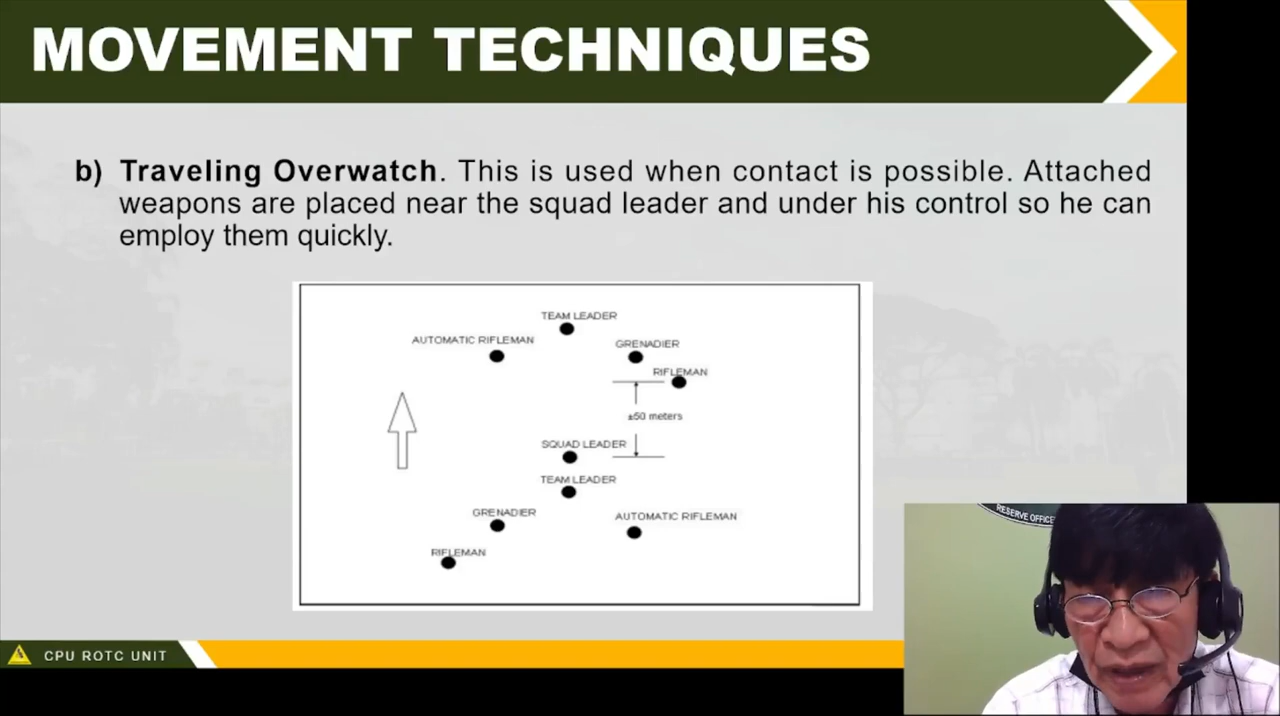 MOVEMENT TECHNIQUES
b) Traveling Overwatch. This is used when contact is possible. Attached
weapons are placed near the squad leader and under his control so he can
employ them quickly.
TEAM LEADER
AUTOMATIC RIFLEMAN
GRENADIER
RIFLEMAN
±50 meters
SQUAD LEADER
TEAM LEADER
GRENADIER
AUTOMATIC RIFLEMAN
RIFLEMAN
RESERVE OFFICE
CPU ROTC UNIT